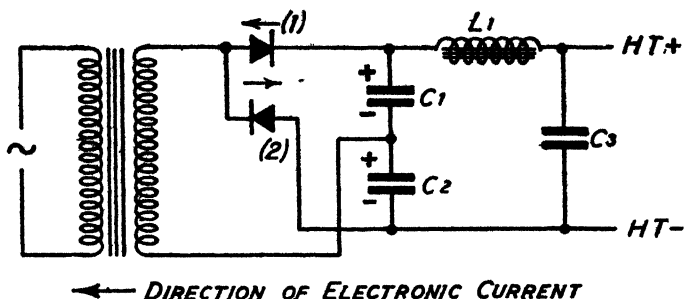 (1)
L1
HT+
+
-
C1
C3
(2)
+
-
C2
HT-
~
DIRECTION OF ELECTRONIC CURRENT